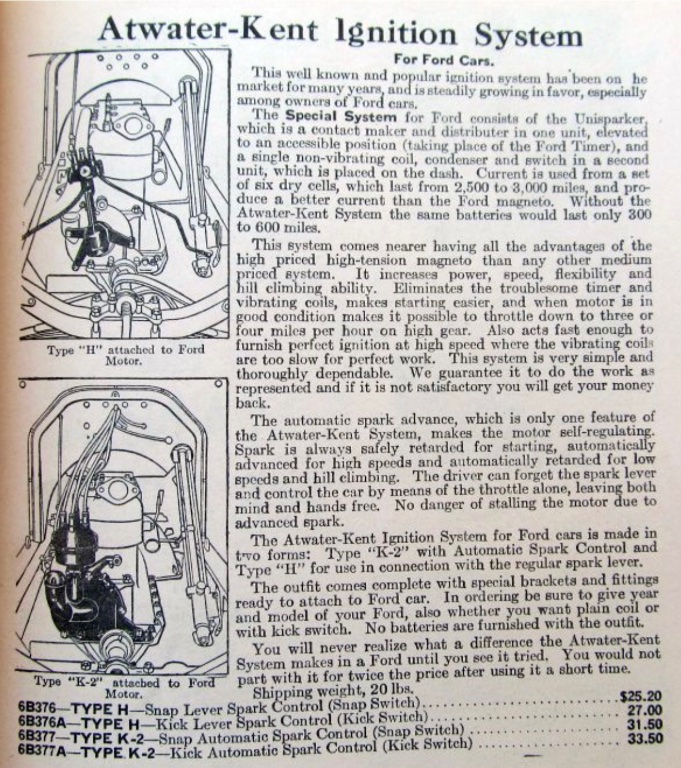 Atwater-Kent Ignition System
For Ford Cars.
This well known and popular ignition system has been on he
market for many years, and is steadily growing in favor, especially
among owners of Ford cars.
The Special System for Ford consists of the Unisparker,
which is a contact maker and distributer in one unit, elevated
to an accessible position (taking place of the Ford Timer), and
a single non-vibrating coil, condenser and switch in a second
unit, which is placed on the dash. Current is used from a set
of six dry cells, which last from 2,500 to 3,000 miles, and pro-
duce a better current than the Ford magneto. Without the
Atwater-Kent System the same batteries would last only 300
to 600 miles.
This system comes nearer having all the advantages of the
high priced high-tension magneto than any other medium
priced system. It increases power, speed, flexibility and
hill climbing ability. Eliminates the troublesome timer and
vibrating coils, makes starting easier, and when motor is in
good condition makes it possible to throttle down to three or
four miles per hour on high gear. Also acts fast enough to
furnish perfect ignition at high speed where the vibrating coils
are too slow for perfect work. This system is very simple and
thoroughly dependable. We guarantee it to do the work as
represented and if it is not satisfactory you will get your money
back.
The automatic spark advance, which is only one feature of
the Atwater-Kent System, makes the motor self-regulating.
Spark is always safely retarded for starting, automatically
advanced for high speeds and automatically retarded for low
speeds and hill climbing. The driver can forget the spark lever
and control the car by means of the throttle alone, leaving both
mind and hands free. No danger of stalling the motor due to
advanced spark.
The Atwater-Kent Ignition System for Ford cars is made in
two forms: Type "K-2" with Automatic Spark Control and
Type "H" for use in connection with the regular spark lever.
The outfit comes complete with special brackets and fittings
ready to attach to Ford car. In ordering be sure to give year
and model of your Ford, also whether you want plain coil or
with kick switch. No batteries are furnished with the outfit.
You will never realize what a difference the Atwater-Kent
System makes in a Ford until you see it tried. You would not
part with it for twice the price after using it a short time.
Shipping weight, 20 lbs.
Type "H" attached to Ford
Motor.
Type "K-2" attached to Ford
Motor.
6B376—TYPE H—Snap Lever Spark Control (Snap Switch) $25.20
6B376A—TYPE H—Kick Lever Spark Control (Kick Switch) 27.00
6B377—TYPE K-2—Snap Automatic Spark Control (Snap Switch) 31.50
6B377A—TYPE K-2—Kick Automatic Spark Control (Kick Switch) 33.50